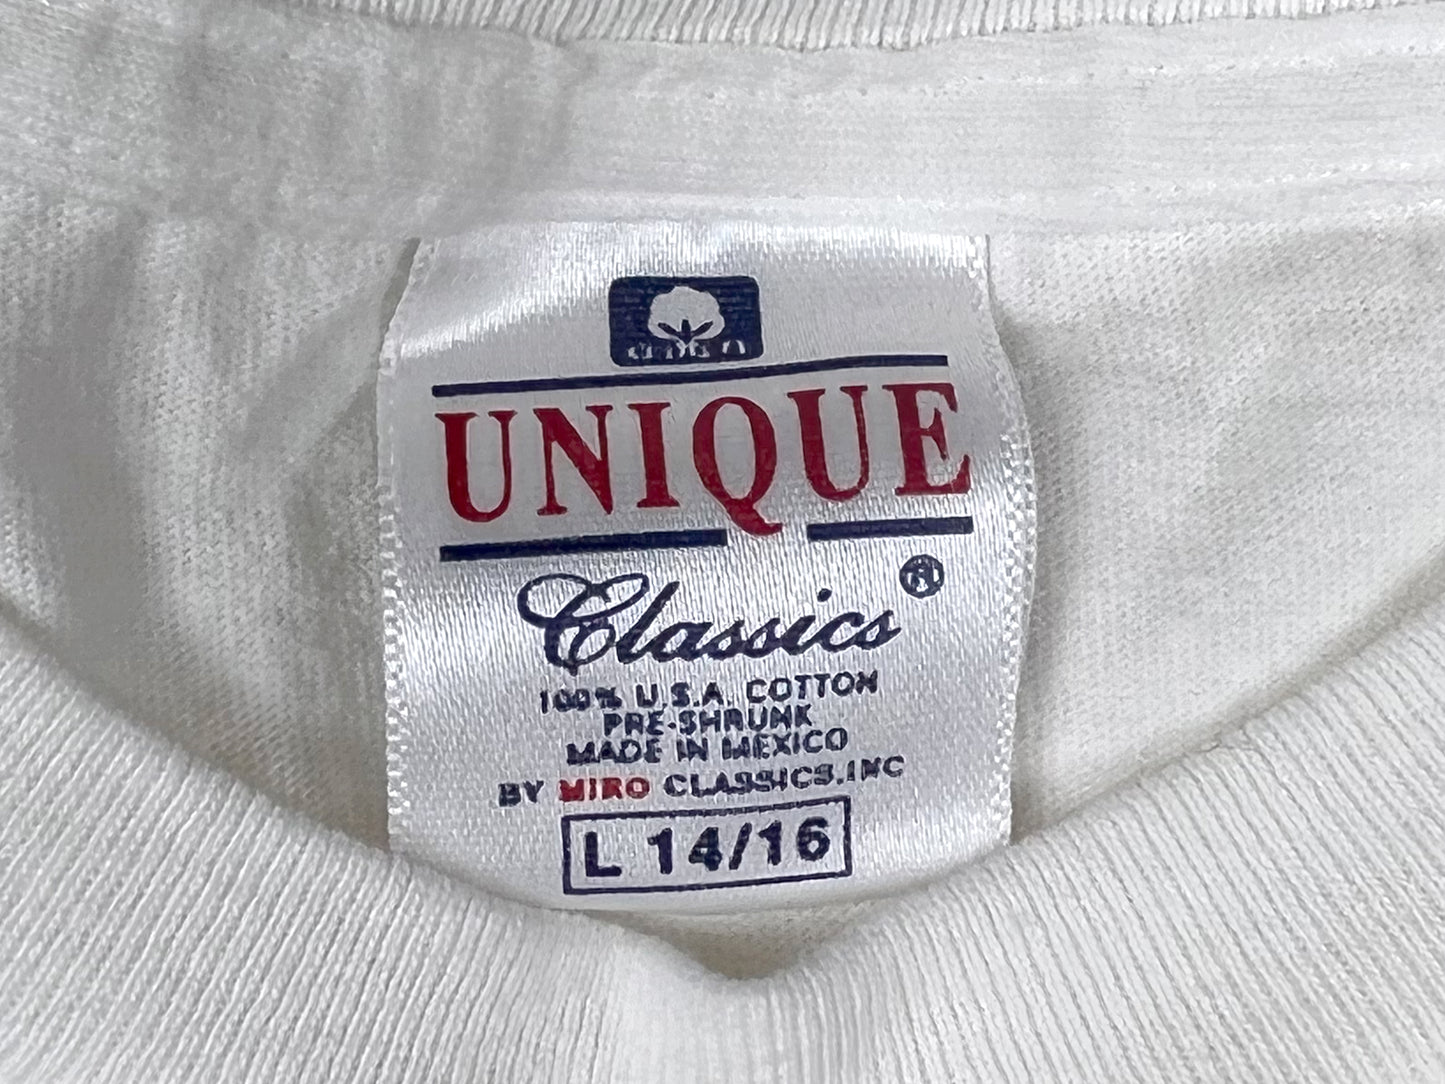 UNIQUE
Classics®
100% U.S.A. COTTON
PRE-SHRUNK
MADE IN MEXICO
BY MIRO CLASSICS.INC
L 14/16